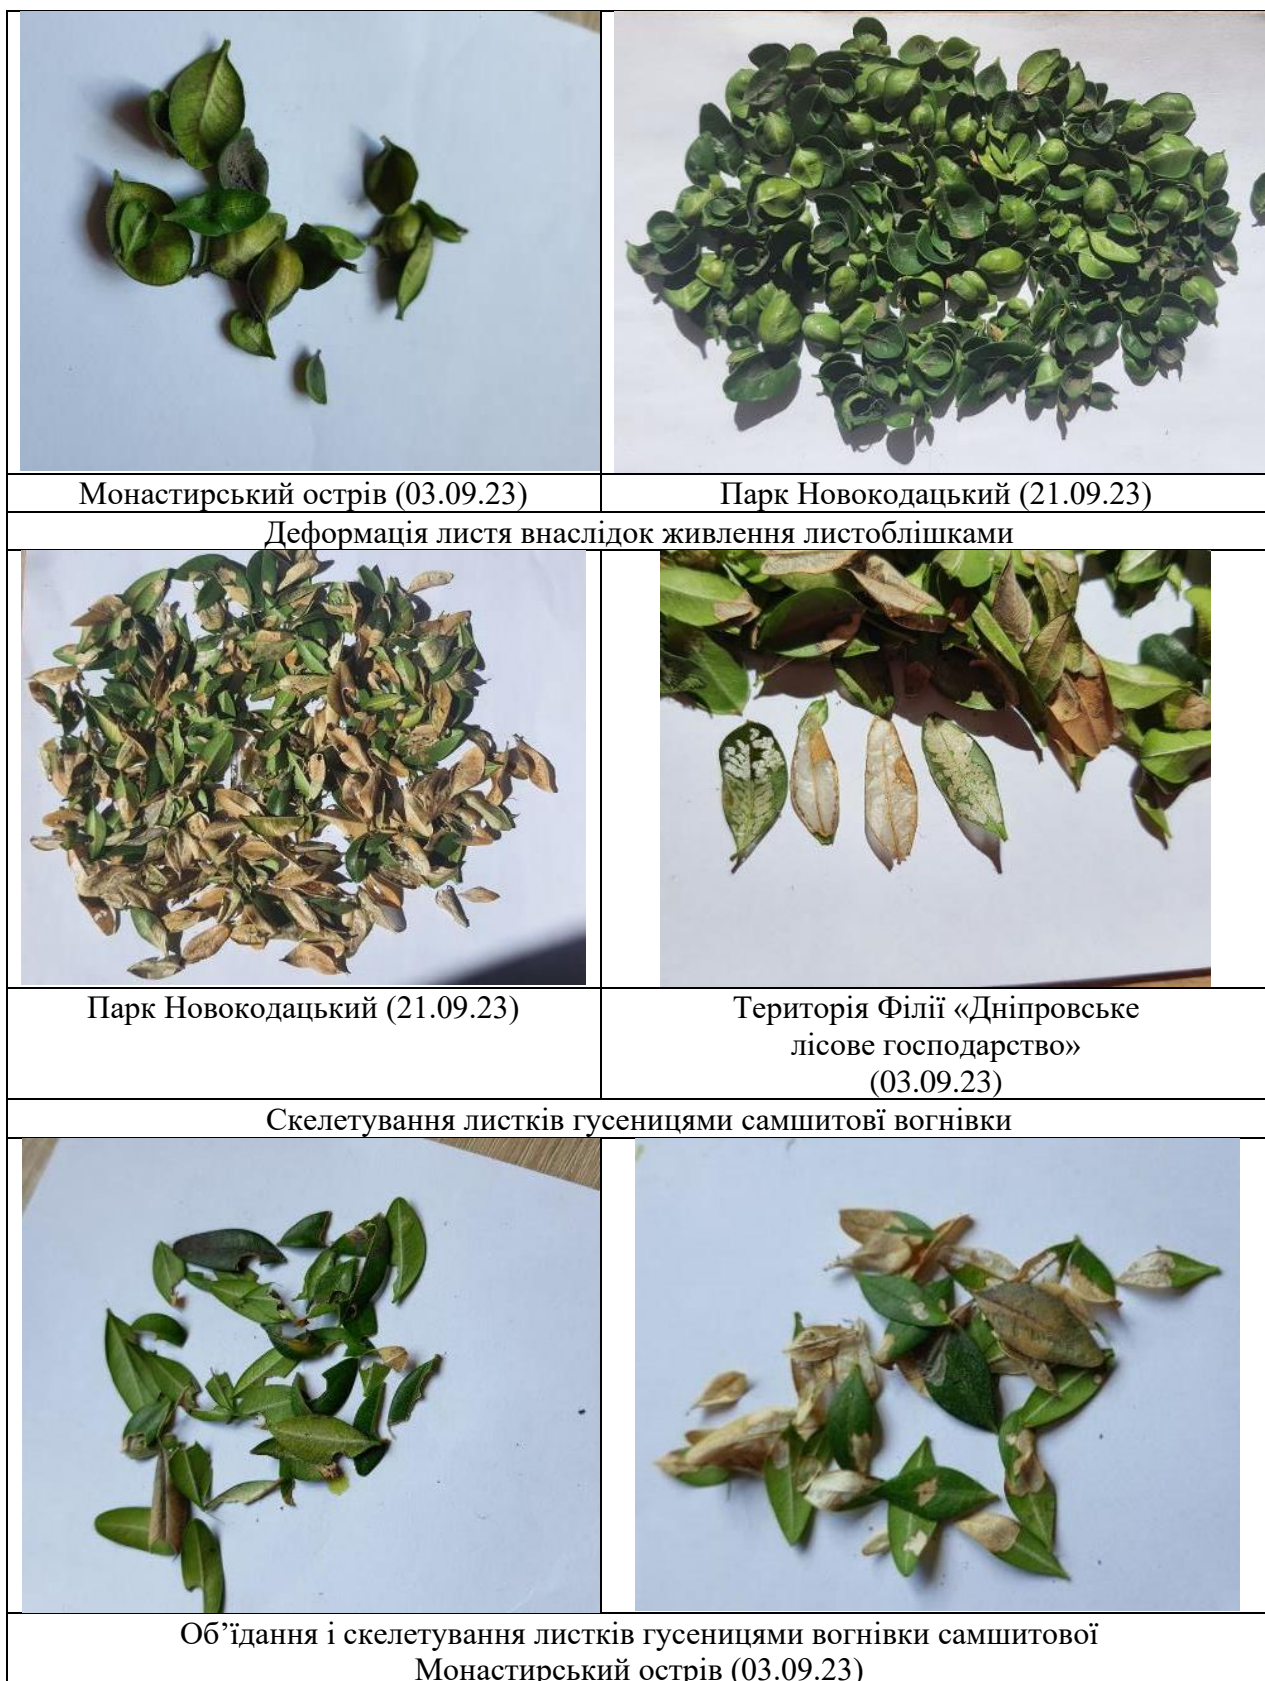 Монастирський острів (03.09.23)
Парк Новокодацький (21.09.23)
Деформація листя внаслідок живлення листоблішками
Парк Новокодацький (21.09.23)
Територія Філії «Дніпровське
лісове господарство»
(03.09.23)
Скелетування листків гусеницями самшитовї вогнівки
Об’їдання і скелетування листків гусеницями вогнівки самшитової
Монастирський острів (03.09.23)